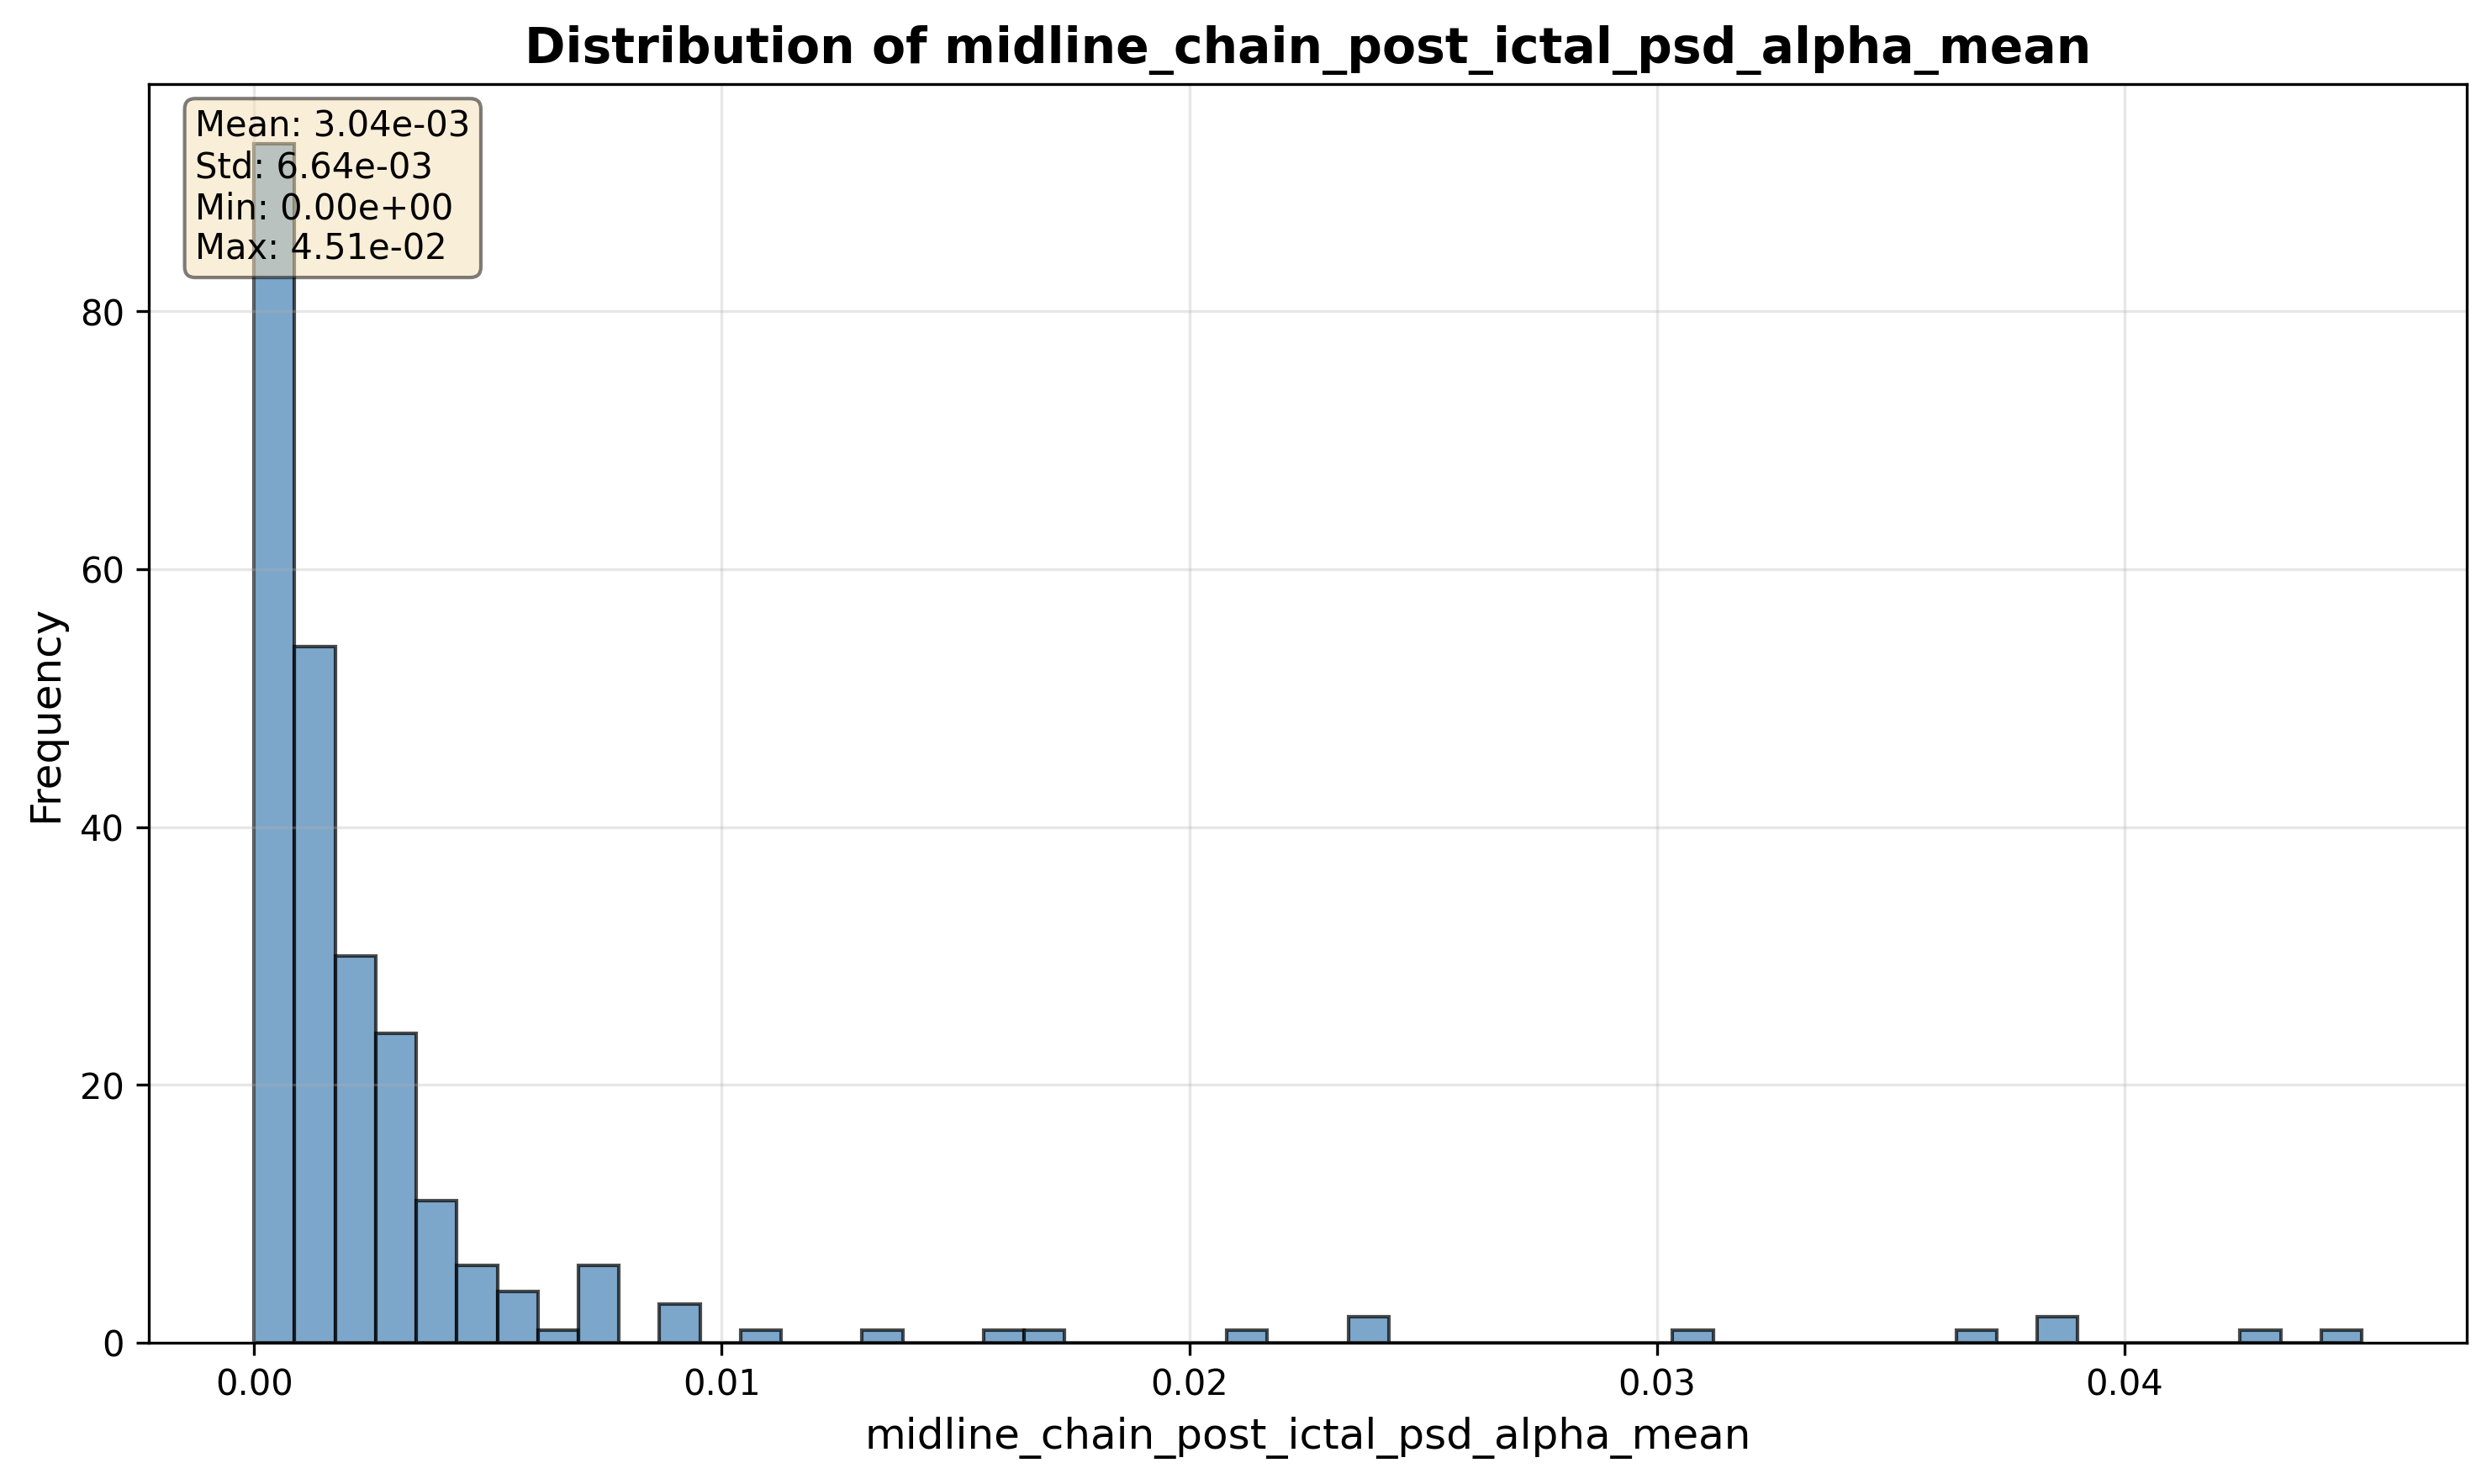 Distribution of midline_chain_post_ictal_psd_alpha_mean
Mean: 3.04e-03
Std: 6.64e-03
Min: 0.00e+00
Max: 4.51e-02
80
60
40
20
0
Frequency
0.00
0.01
0.02
0.03
0.04
midline_chain_post_ictal_psd_alpha_mean